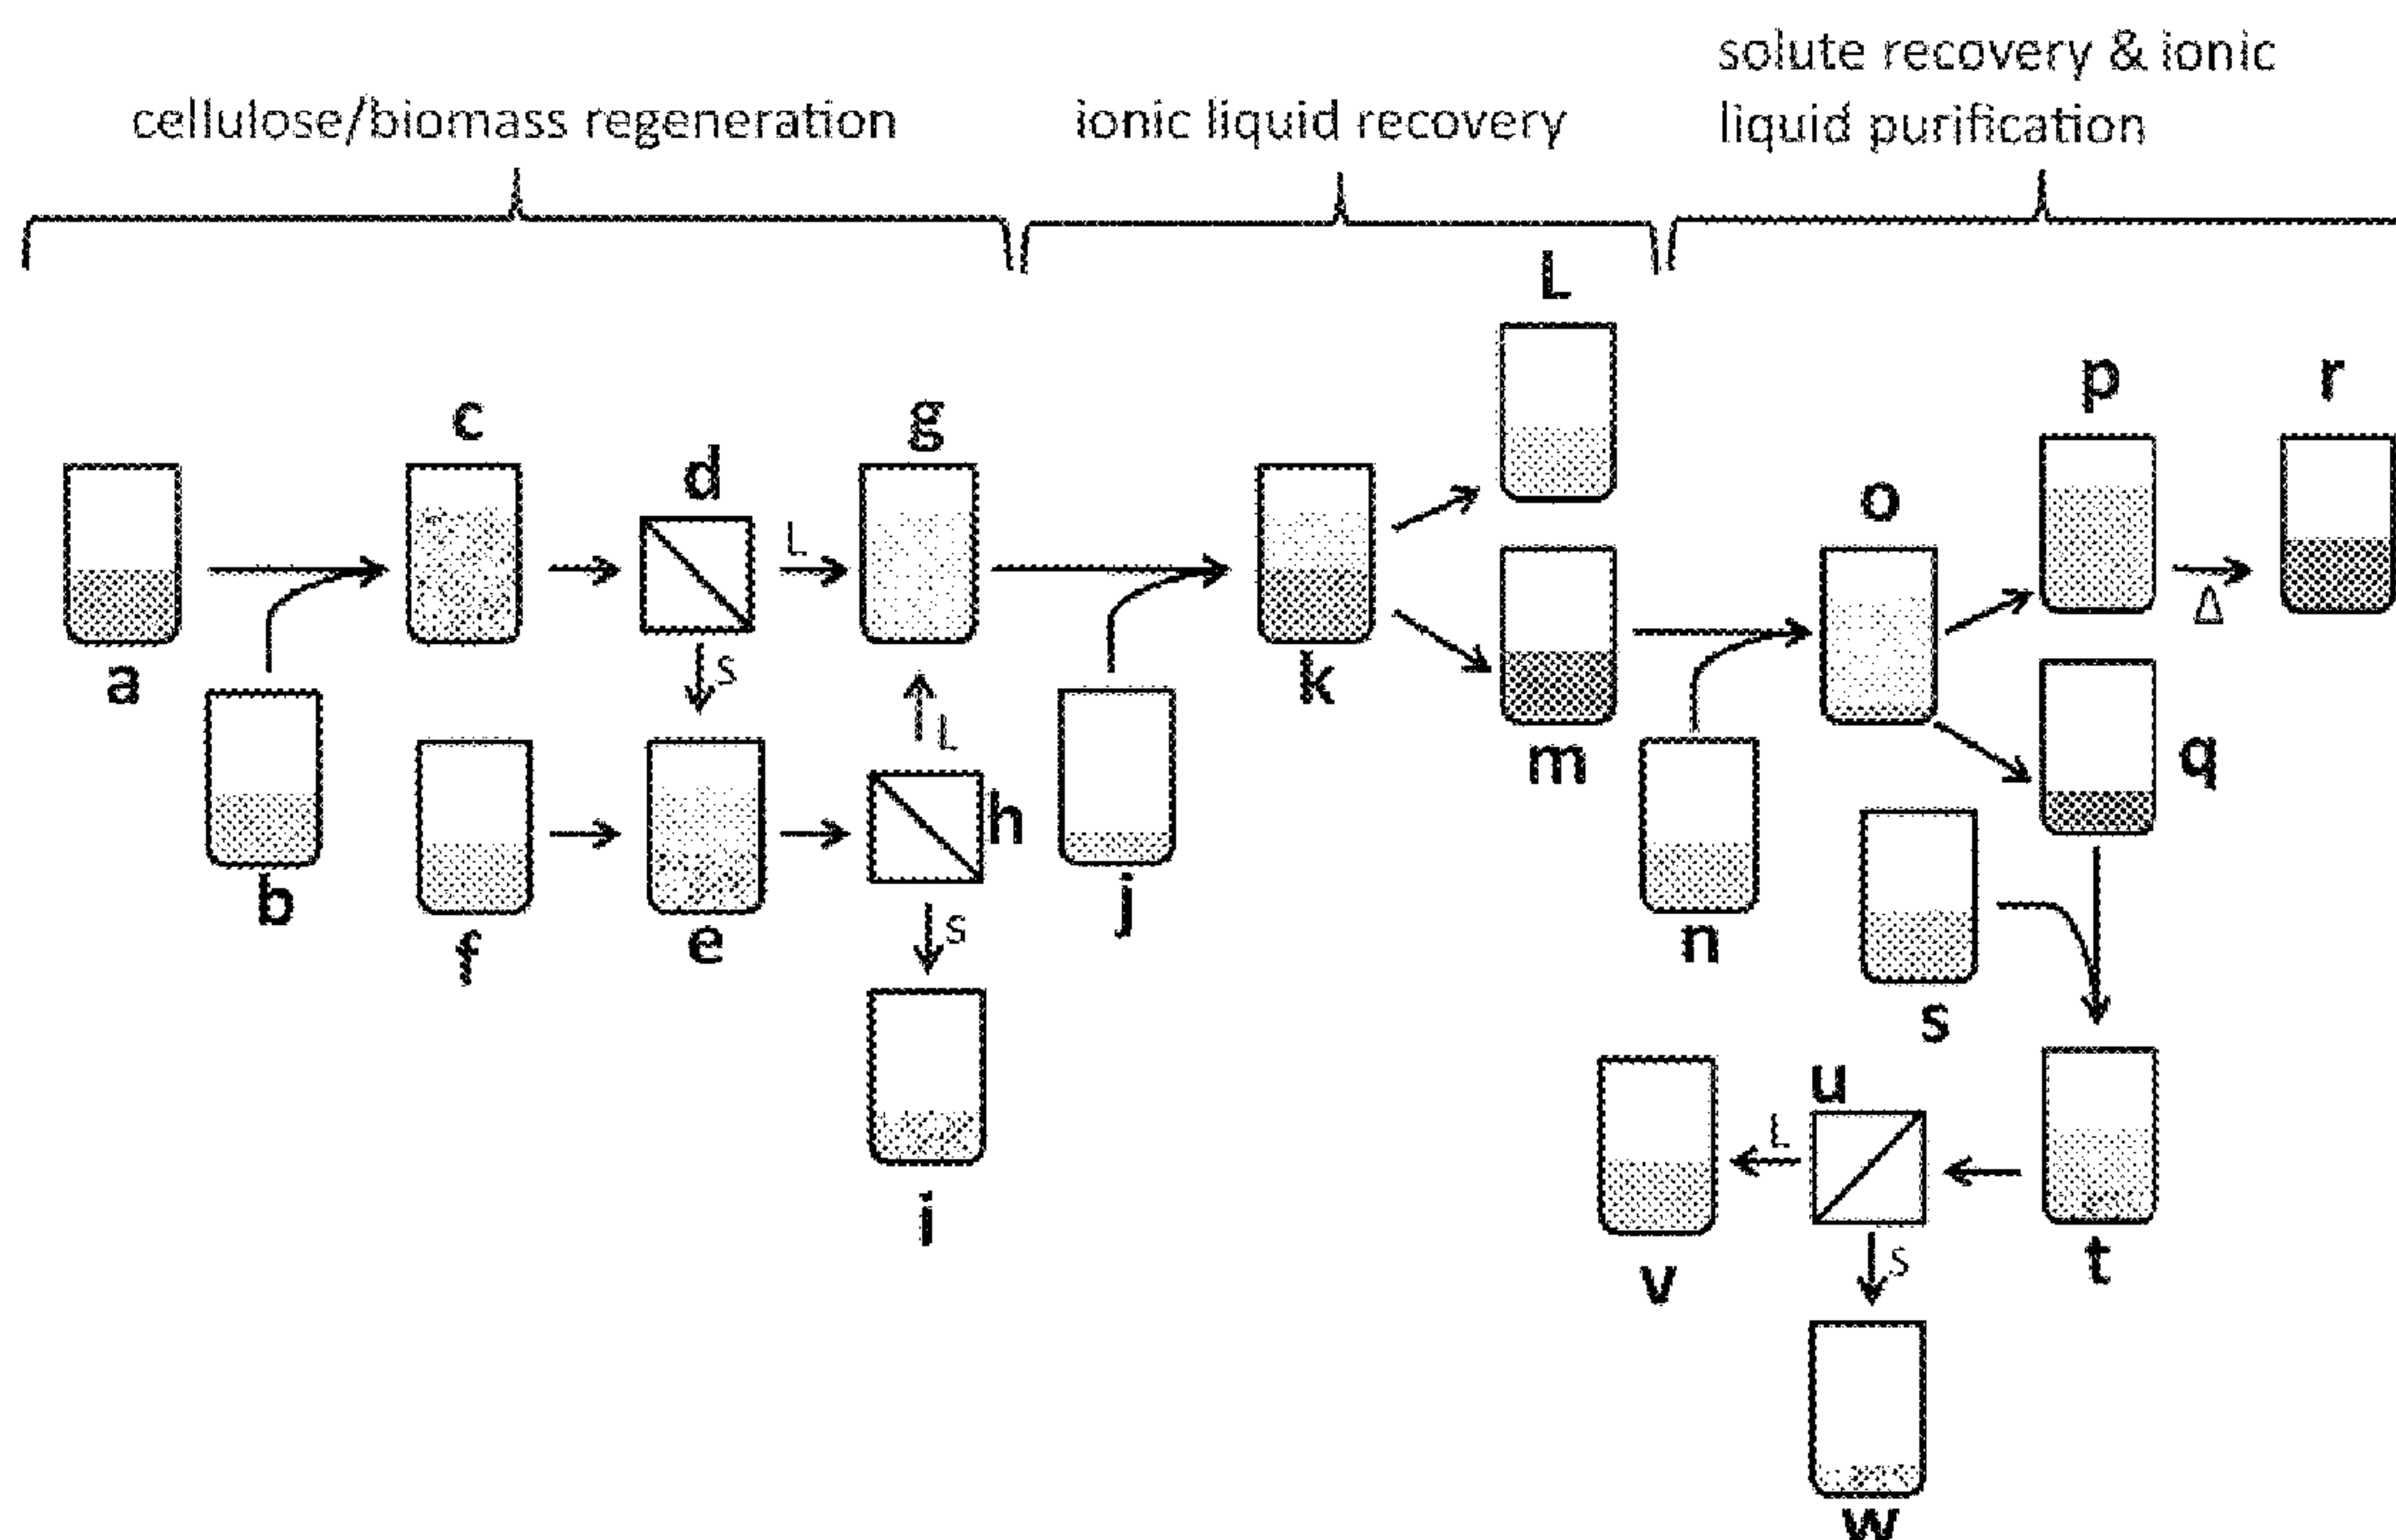 solute recovery & ionic
liquid purification
cellulose/biomass regeneration
ionic liquid recovery
L
p
r
c
g
d
o
L
a
S
k
m
q
b
f
e
L
h
j
n
s
S
i
u
L
v
t
S
w
Δ